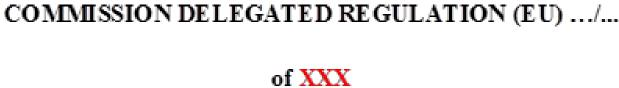 COMMISSION DELEGATED REGULATION (EU) …/...
of XXX